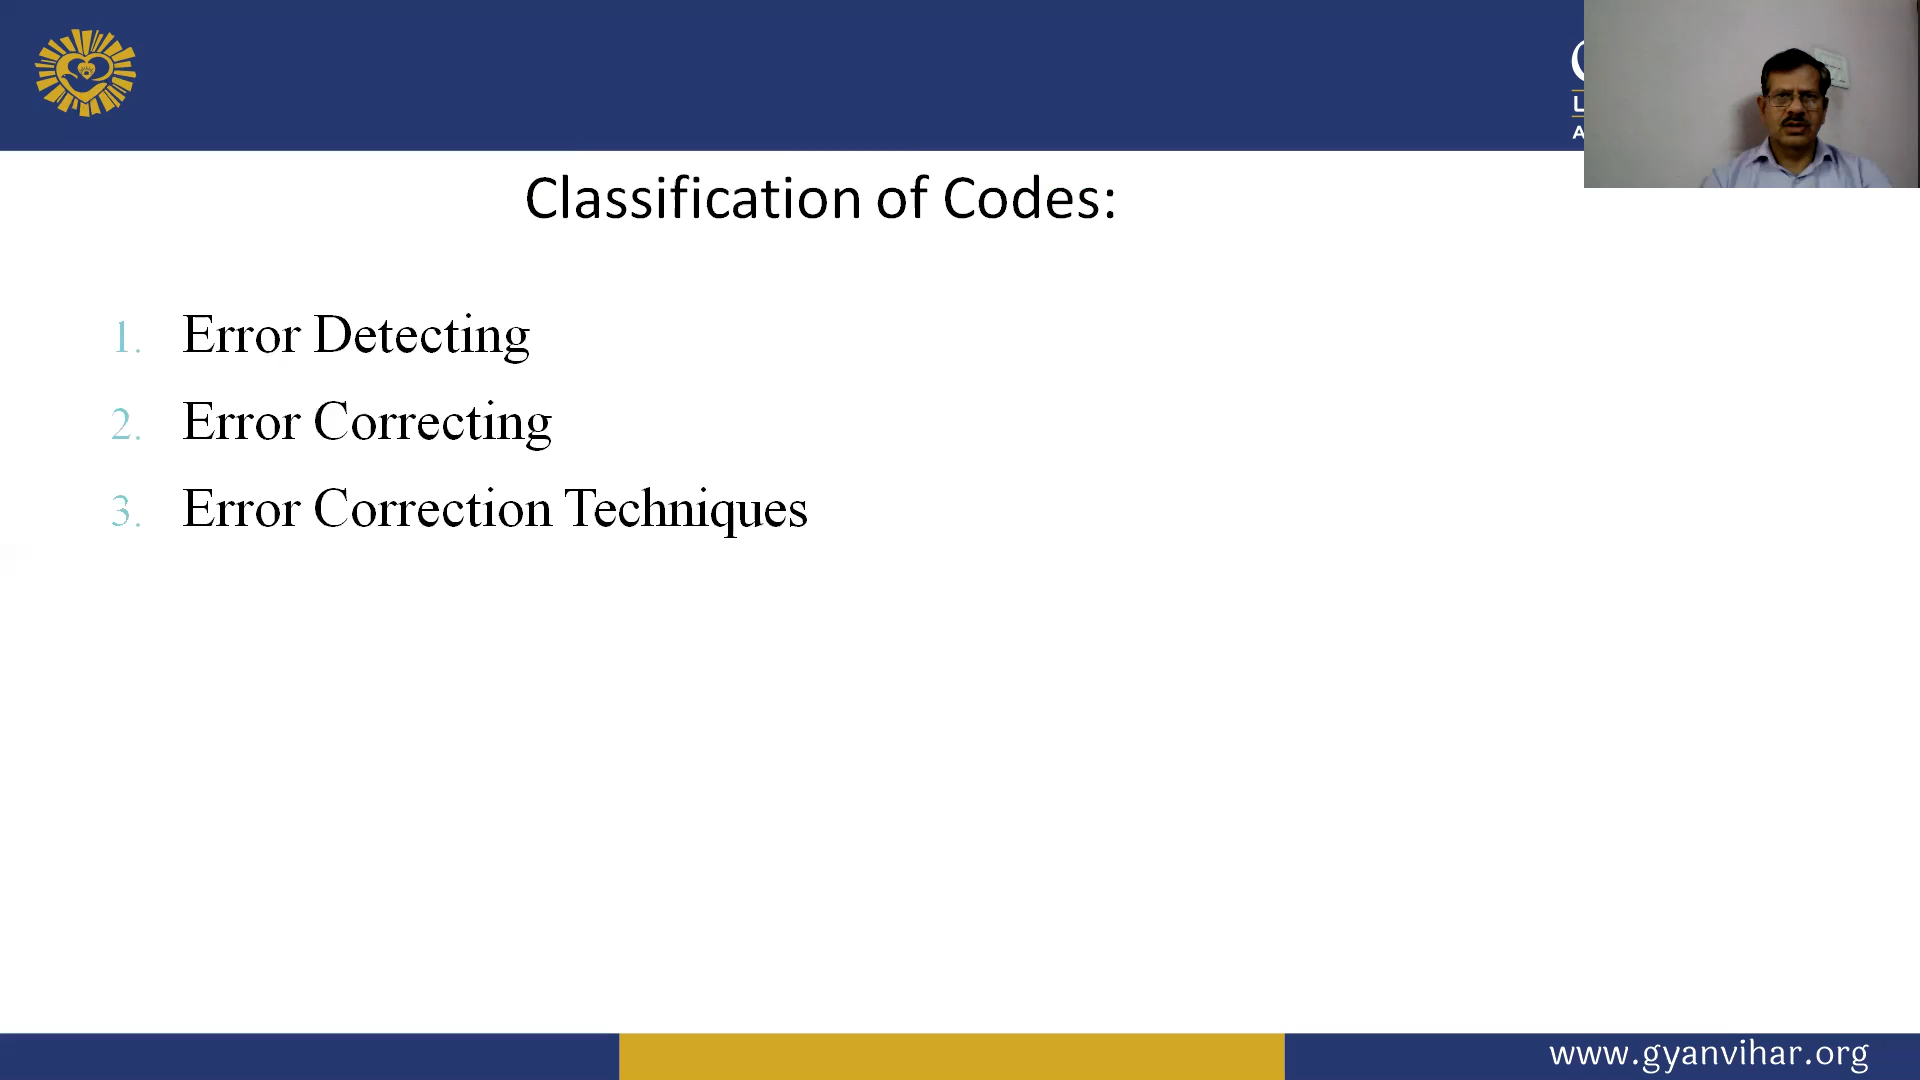 Classification of Codes:
1. Error Detecting
2. Error Correcting
3. Error Correction Techniques
www.gyanvihar.org